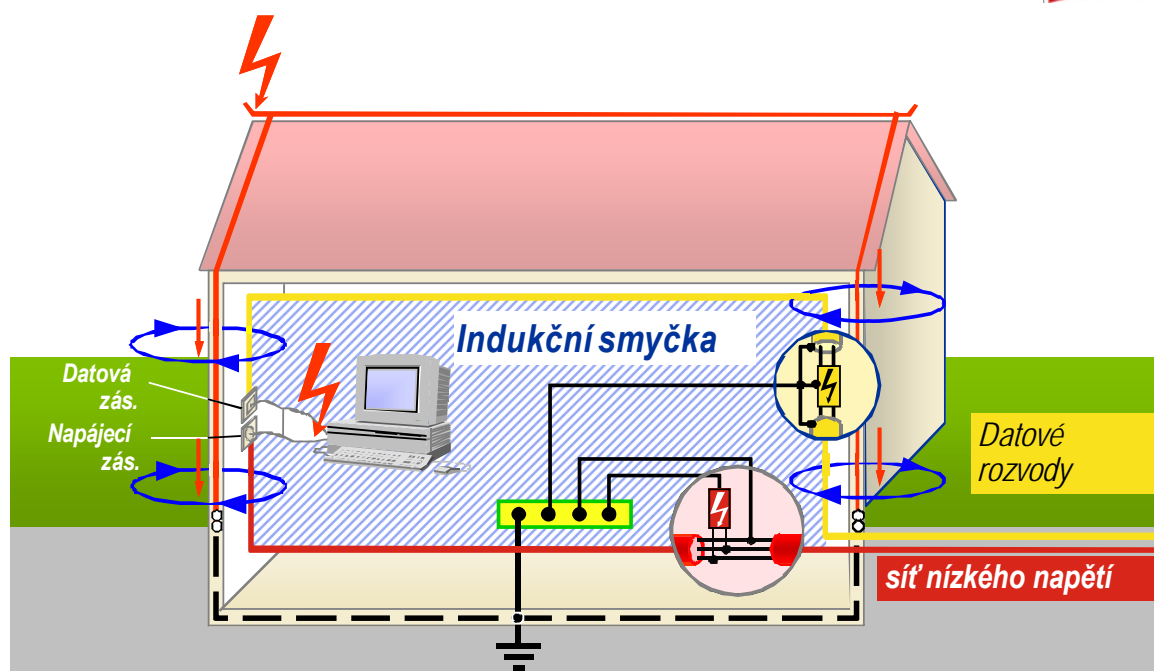 Indukční smyčka
Datová
zás.
Napájecí
zás.
Datové
rozvody
síť nízkého napětí